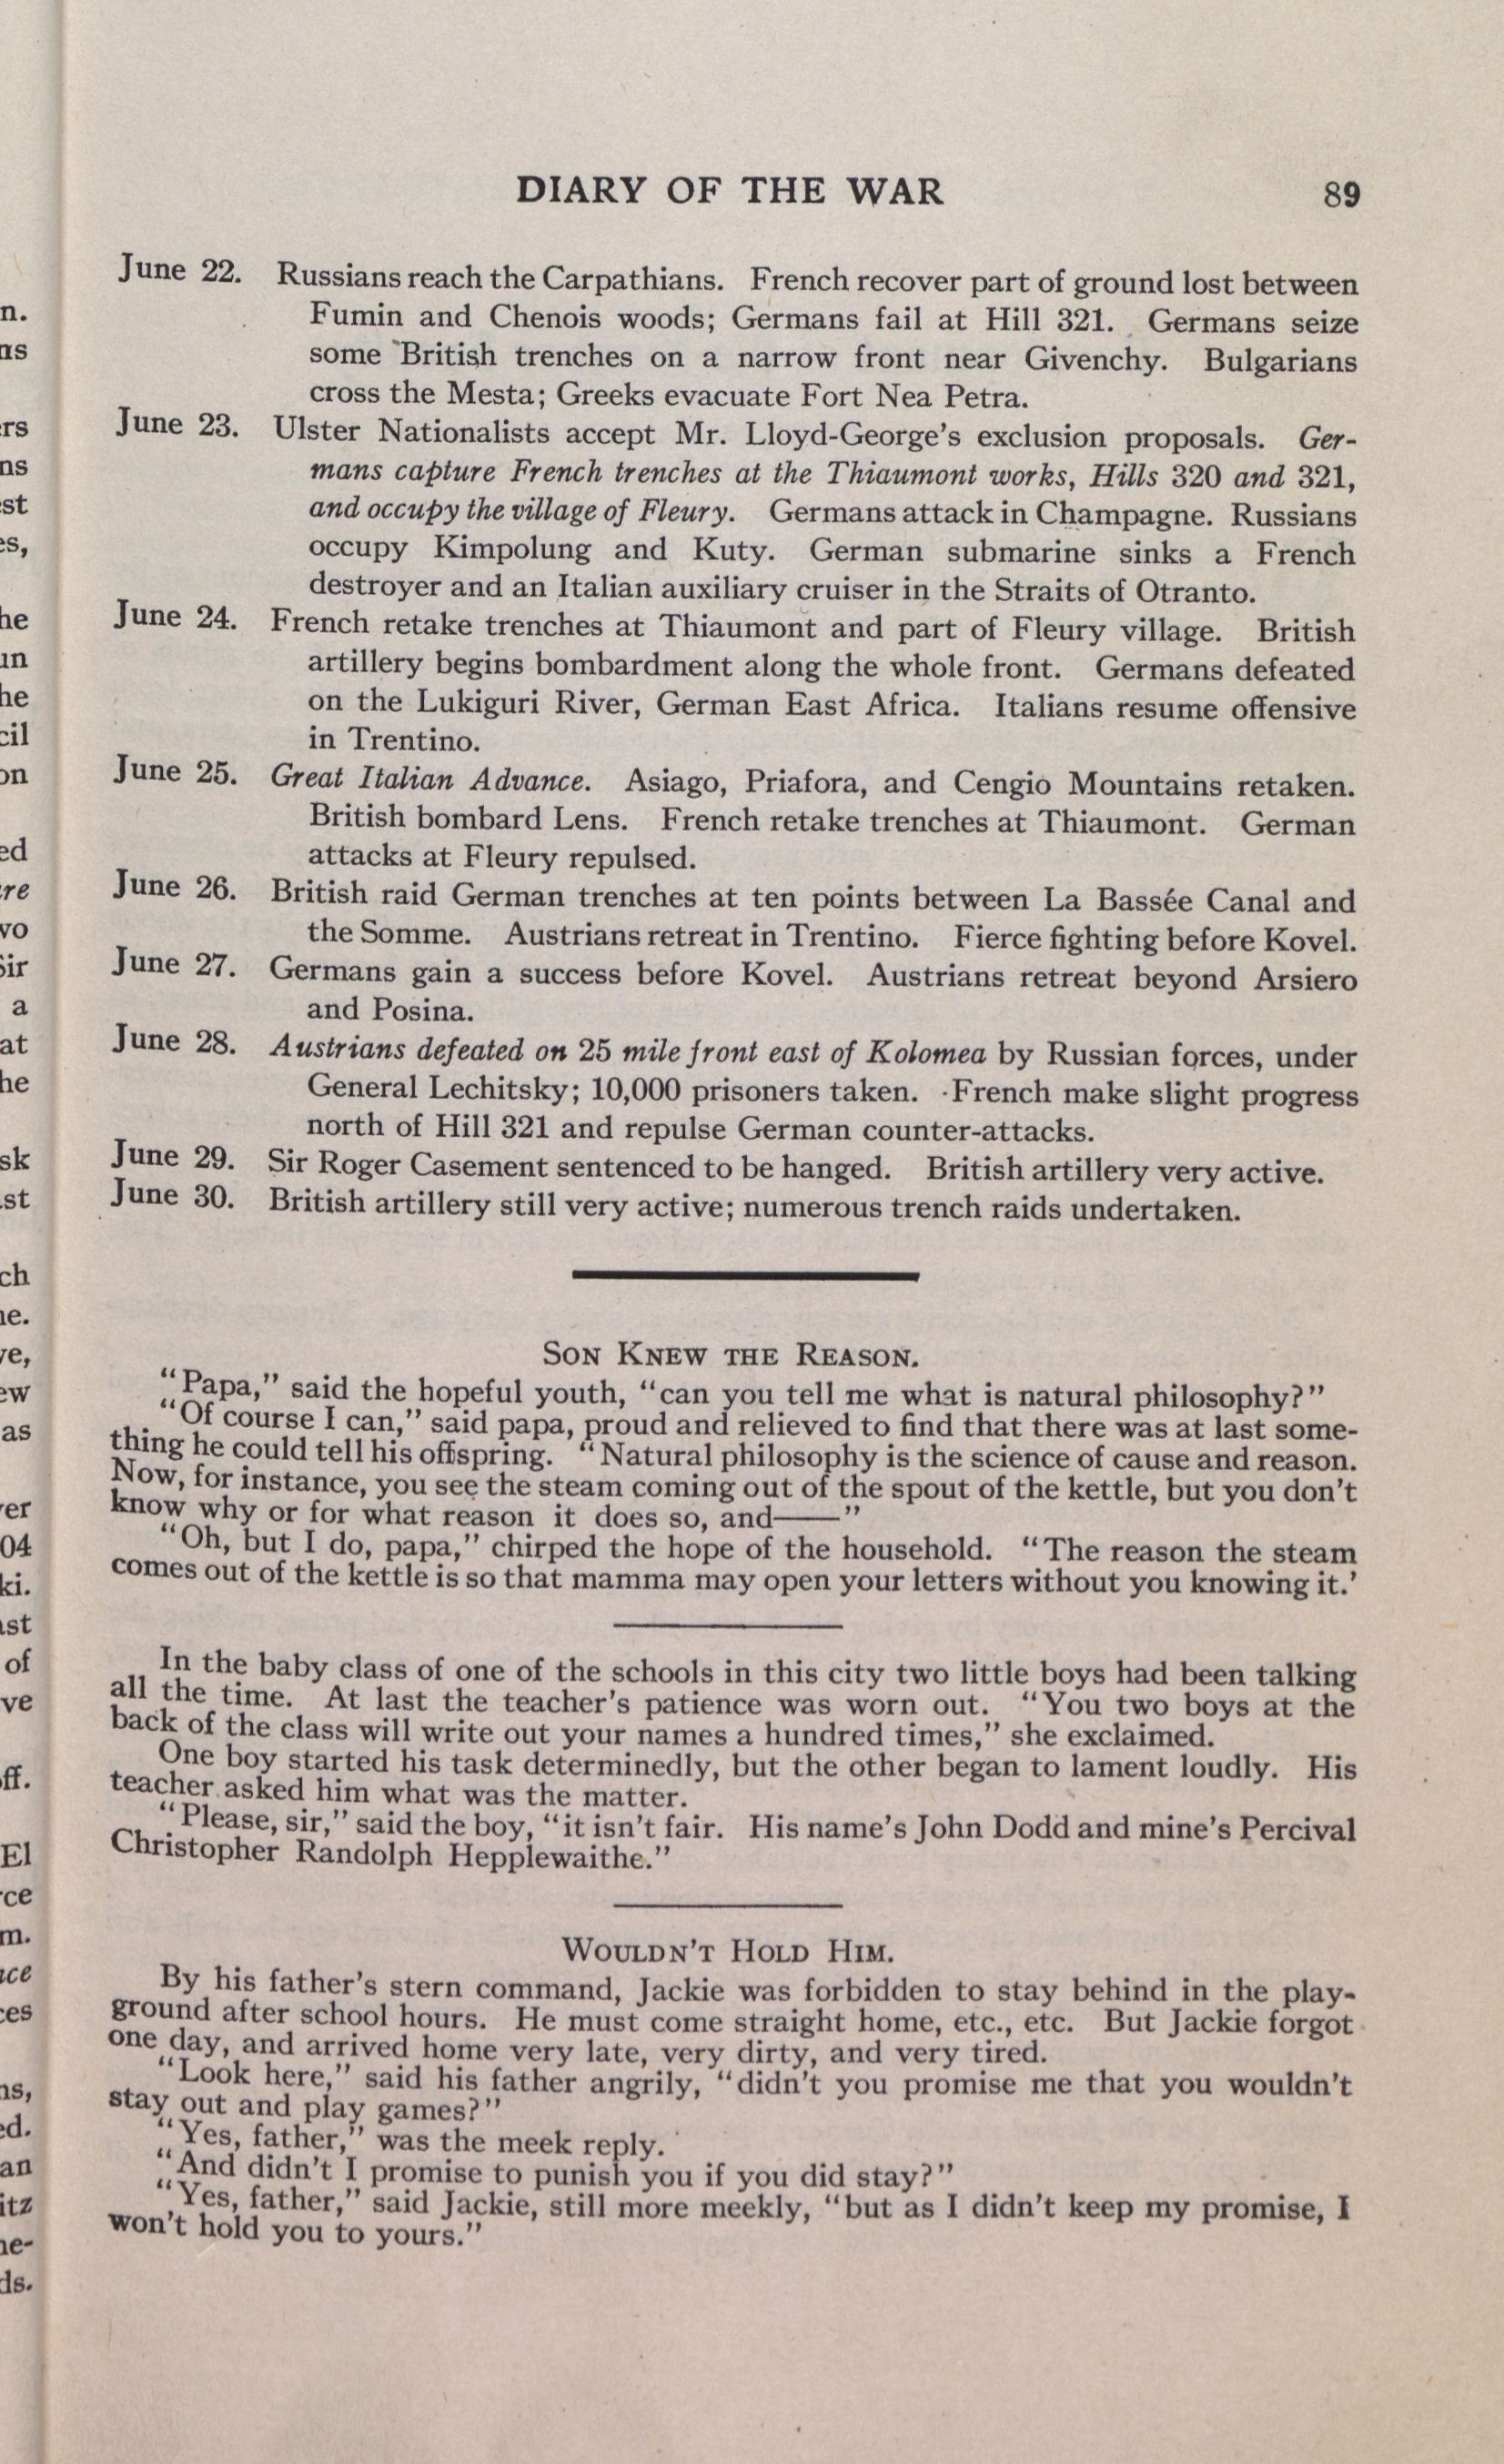 DIARY OF THE WAR 89
June 22. Russians reach the Carpathians. French recover part of ground lost between
Fumin and Chenois woods; Germans fail at Hill 321. Germans seize
some British trenches on a narrow front near Givenchy. Bulgarians
cross the Mesta; Greeks evacuate Fort Nea Petra.
June 23. Ulster Nationalists accept Mr. Lloyd-George's exclusion proposals. Ger-
mans capture French trenches at the Thiaumont works, Hills 320 and 321,
and occupy the village of Fleury. Germans attack in Champagne. Russians
occupy Kimpolung and Kuty. German submarine sinks a French
destroyer and an Italian auxiliary cruiser in the Straits of Otranto.
June 24. French retake trenches at Thiaumont and part of Fleury village. British
artillery begins bombardment along the whole front. Germans defeated
on the Lukiguri River, German East Africa. Italians resume offensive
in Trentino.
June 25. Great Italian Advance. Asiago, Priafora, and Cengio Mountains retaken.
British bombard Lens. French retake trenches at Thiaumont. German
attacks at Fleury repulsed.
June 26. British raid German trenches at ten points between La Bassée Canal and
the Somme. Austrians retreat in Trentino. Fierce fighting before Kovel.
June 27. Germans gain a success before Kovel. Austrians retreat beyond Arsiero
and Posina.
June 28. Austrians defeated on 25 mile front east of Kolomea by Russian forces, under
General Lechitsky; 10,000 prisoners taken. French make slight progress
north of Hill 321 and repulse German counter-attacks.
June 29. Sir Roger Casement sentenced to be hanged. British artillery very active.
June 30. British artillery still very active; numerous trench raids undertaken.
SON KNEW THE REASON.
"Papa," said the hopeful youth, "can you tell me what is natural philosophy?"
"Of course I can," said papa, proud and relieved to find that there was at last some-
thing he could tell his offspring. "Natural philosophy is the science of cause and reason.
Now, for instance, you see the steam coming out of the spout of the kettle, but you don't
know why or for what reason it does so, and——"
"Oh, but I do, papa," chirped the hope of the household. "The reason the steam
comes out of the kettle is so that mamma may open your letters without you knowing it.'
In the baby class of one of the schools in this city two little boys had been talking
all the time. At last the teacher's patience was worn out. "You two boys at the
back of the class will write out your names a hundred times," she exclaimed.
One boy started his task determinedly, but the other began to lament loudly. His
teacher asked him what was the matter.
"Please, sir," said the boy, "it isn't fair. His name's John Dodd and mine's Percival
Christopher Randolph Hepplewaithe."
WOULDN'T HOLD HIM.
By his father's stern command, Jackie was forbidden to stay behind in the play-
ground after school hours. He must come straight home, etc., etc. But Jackie forgot
one day, and arrived home very late, very dirty, and very tired.
"Look here," said his father angrily, "didn't you promise me that you wouldn't
stay out and play games?"
"Yes, father," was the meek reply.
"And didn't I promise to punish you if you did stay?"
"Yes, father," said Jackie, still more meekly, "but as I didn't keep my promise, I
won't hold you to yours."